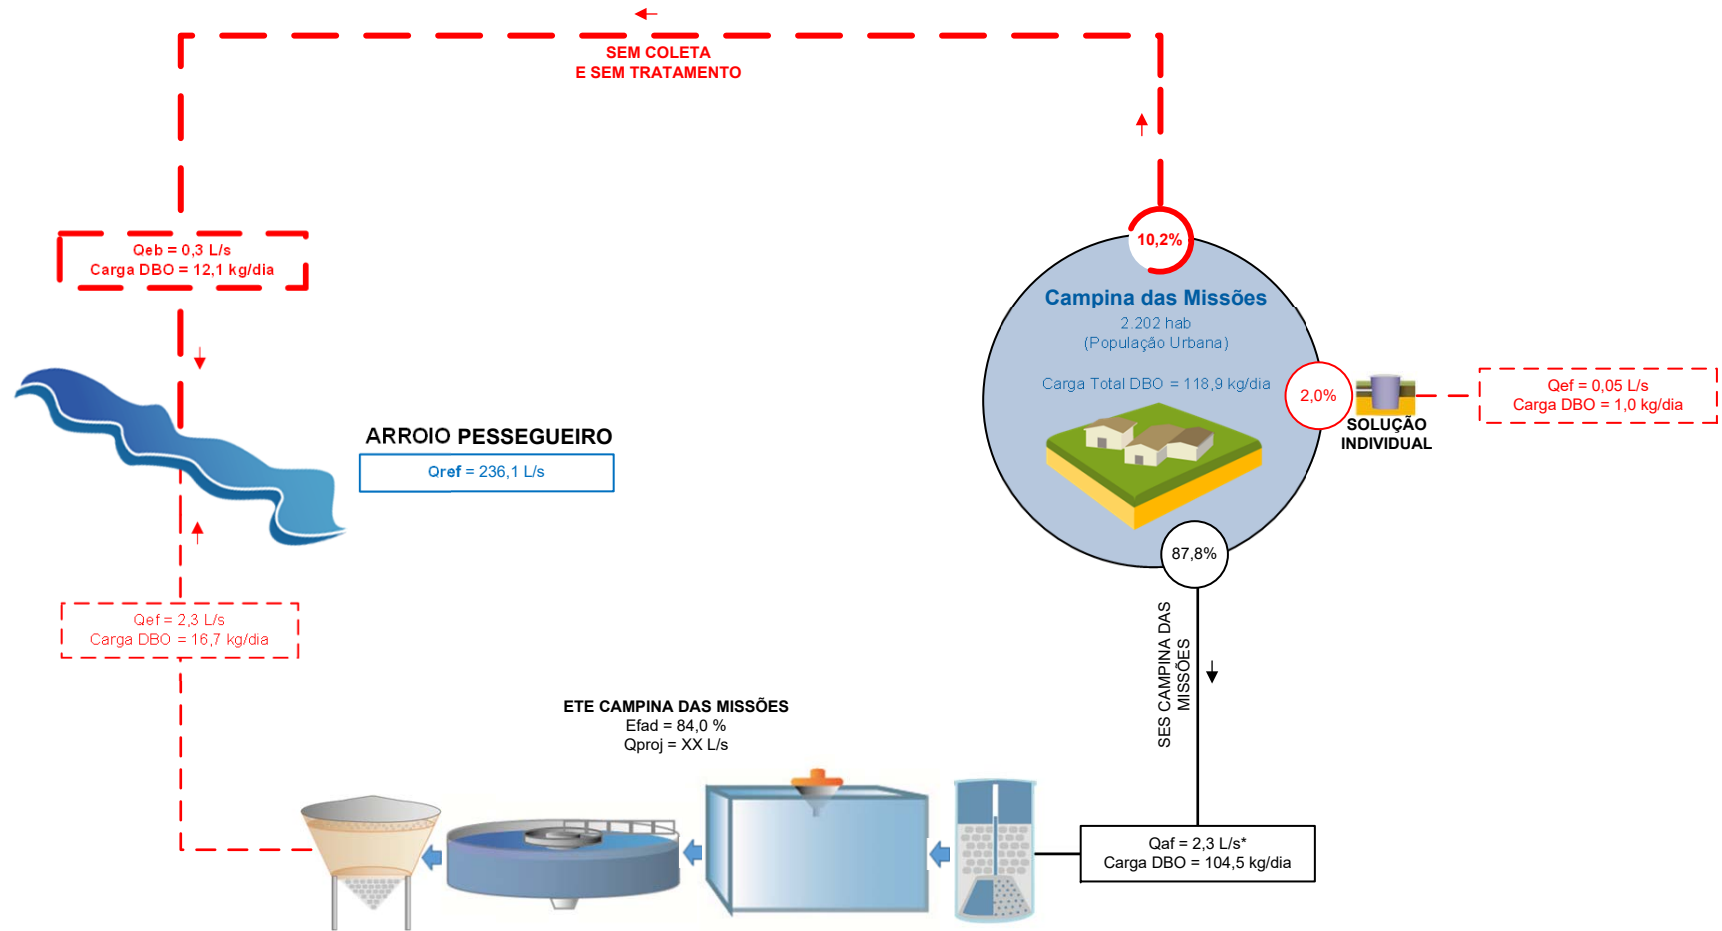 SEM COLETA
E SEM TRATAMENTO
Qeb = 0,3 L/s
Carga DBO = 12,1 kg/dia
10,2%
Campina das Missões
2.202 hab
(População Urbana)
Carga Total DBO = 118,9 kg/dia
2,0%
SOLUÇÃO
INDIVIDUAL
Qef = 0,05 L/s
Carga DBO = 1,0 kg/dia
ARROIO PESSEGUEIRO
Qref = 236,1 L/s
87,8%
SES CAMPINA DAS
MISSÕES
Qef = 2,3 L/s
Carga DBO = 16,7 kg/dia
ETE CAMPINA DAS MISSÕES
Efad = 84,0 %
Qproj = XX L/s
Qaf = 2,3 L/s*
Carga DBO = 104,5 kg/dia